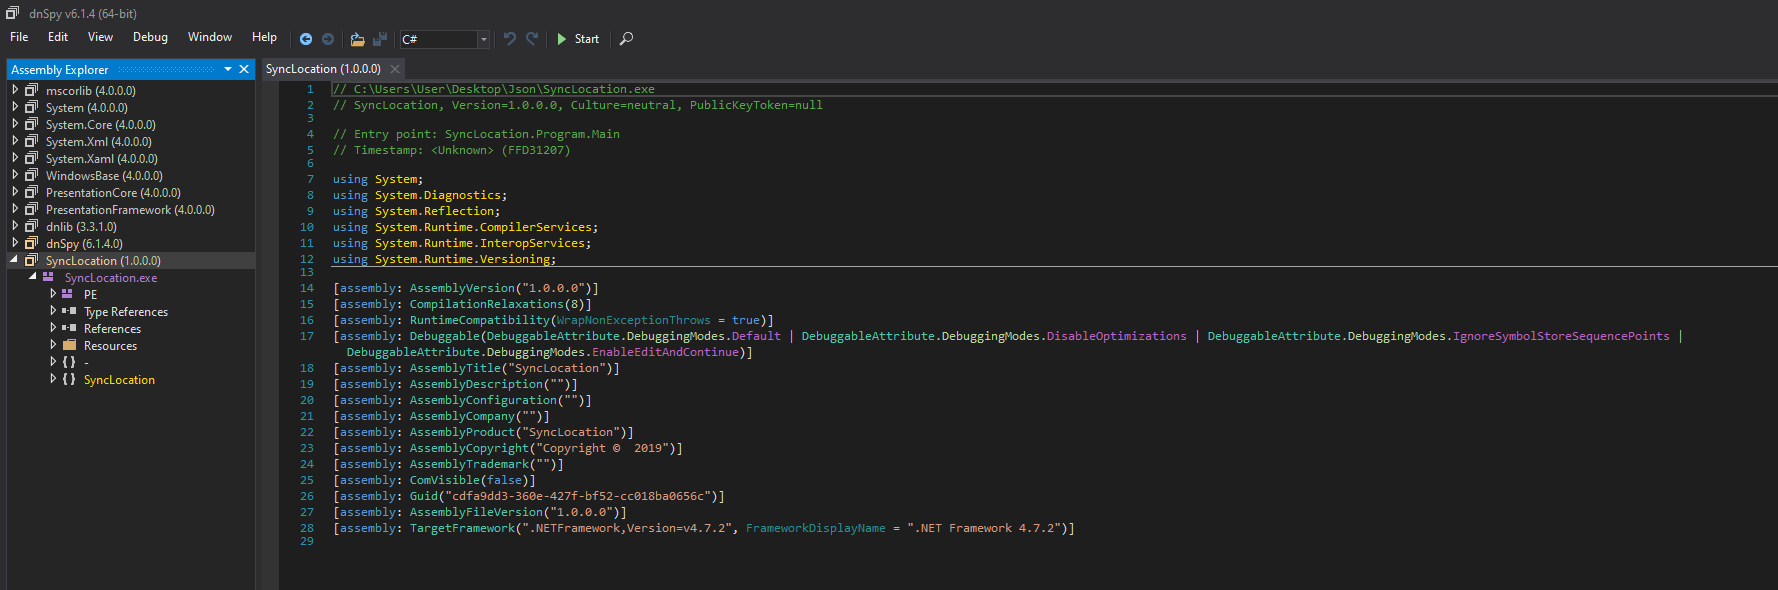 dnSpy v6.1.4 (64-bit)
File Edit View Debug Window Help C# Start
Assembly Explorer
mscorlib (4.0.0.0)
System (4.0.0.0)
System.Core (4.0.0.0)
System.Xml (4.0.0.0)
System.Xaml (4.0.0.0)
WindowsBase (4.0.0.0)
PresentationCore (4.0.0.0)
PresentationFramework (4.0.0.0)
dnlib (3.3.1.0)
dnSpy (6.1.4.0)
SyncLocation (1.0.0.0)
SyncLocation.exe
PE
Type References
References
Resources
{ } -
{ } SyncLocation
SyncLocation (1.0.0.0)
1 // C:\Users\User\Desktop\Json\SyncLocation.exe
2 // SyncLocation, Version=1.0.0.0, Culture=neutral, PublicKeyToken=null
3
4 // Entry point: SyncLocation.Program.Main
5 // Timestamp: <Unknown> (FFD31207)
6
7 using System;
8 using System.Diagnostics;
9 using System.Reflection;
10 using System.Runtime.CompilerServices;
11 using System.Runtime.InteropServices;
12 using System.Runtime.Versioning;
13
14 [assembly: AssemblyVersion("1.0.0.0")]
15 [assembly: CompilationRelaxations(8)]
16 [assembly: RuntimeCompatibility(WrapNonExceptionThrows = true)]
17 [assembly: Debuggable(DebuggableAttribute.DebuggingModes.Default | DebuggableAttribute.DebuggingModes.DisableOptimizations | DebuggableAttribute.DebuggingModes.IgnoreSymbolStoreSequencePoints |
DebuggableAttribute.DebuggingModes.EnableEditAndContinue)]
18 [assembly: AssemblyTitle("SyncLocation")]
19 [assembly: AssemblyDescription("")]
20 [assembly: AssemblyConfiguration("")]
21 [assembly: AssemblyCompany("")]
22 [assembly: AssemblyProduct("SyncLocation")]
23 [assembly: AssemblyCopyright("Copyright ©  2019")]
24 [assembly: AssemblyTrademark("")]
25 [assembly: ComVisible(false)]
26 [assembly: Guid("cdfa9dd3-360e-427f-bf52-cc018ba0656c")]
27 [assembly: AssemblyFileVersion("1.0.0.0")]
28 [assembly: TargetFramework(".NETFramework,Version=v4.7.2", FrameworkDisplayName = ".NET Framework 4.7.2")]
29